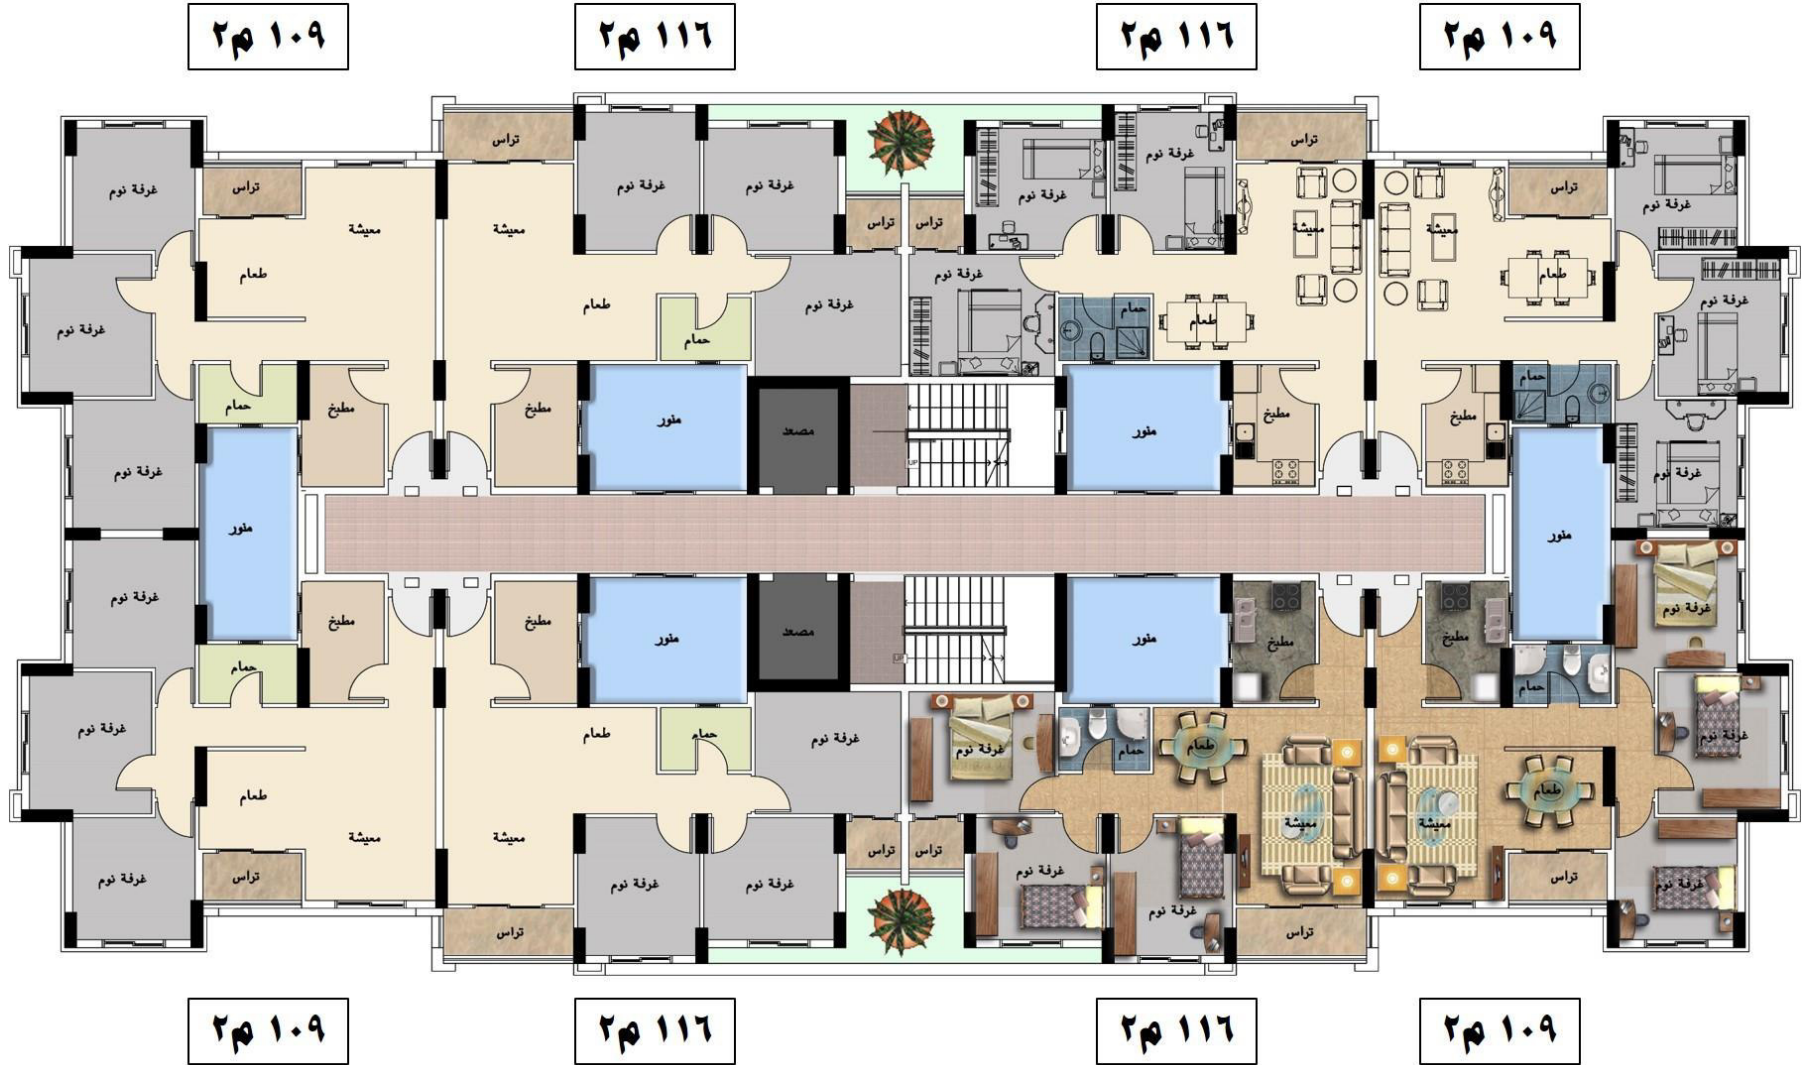 ١٠٩ م٢
١١٦ م٢
١١٦ م٢
١٠٩ م٢
تراس
تراس
غرفة نوم
غرفة نوم
غرفة نوم
تراس
غرفة نوم
غرفة نوم
تراس
غرفة نوم
معيشة
معيشة
تراس
تراس
معيشة
معيشة
غرفة نوم
طعام
طعام
غرفة نوم
غرفة نوم
طعام
غرفة نوم
غرفة نوم
حمام
حمام
طعام
حمام
حمام
مطبخ
مطبخ
منور
مصعد
منور
مطبخ
مطبخ
UP
غرفة نوم
غرفة نوم
منور
منور
غرفة نوم
مطبخ
مطبخ
منور
مصعد
منور
مطبخ
مطبخ
غرفة نوم
UP
حمام
حمام
غرفة نوم
طعام
حمام
غرفة نوم
غرفة نوم
حمام
طعام
غرفة نوم
طعام
معيشة
معيشة
طعام
معيشة
معيشة
تراس
تراس
غرفة نوم
تراس
غرفة نوم
غرفة نوم
غرفة نوم
غرفة نوم
تراس
غرفة نوم
تراس
تراس
١٠٩ م٢
١١٦ م٢
١١٦ م٢
١٠٩ م٢